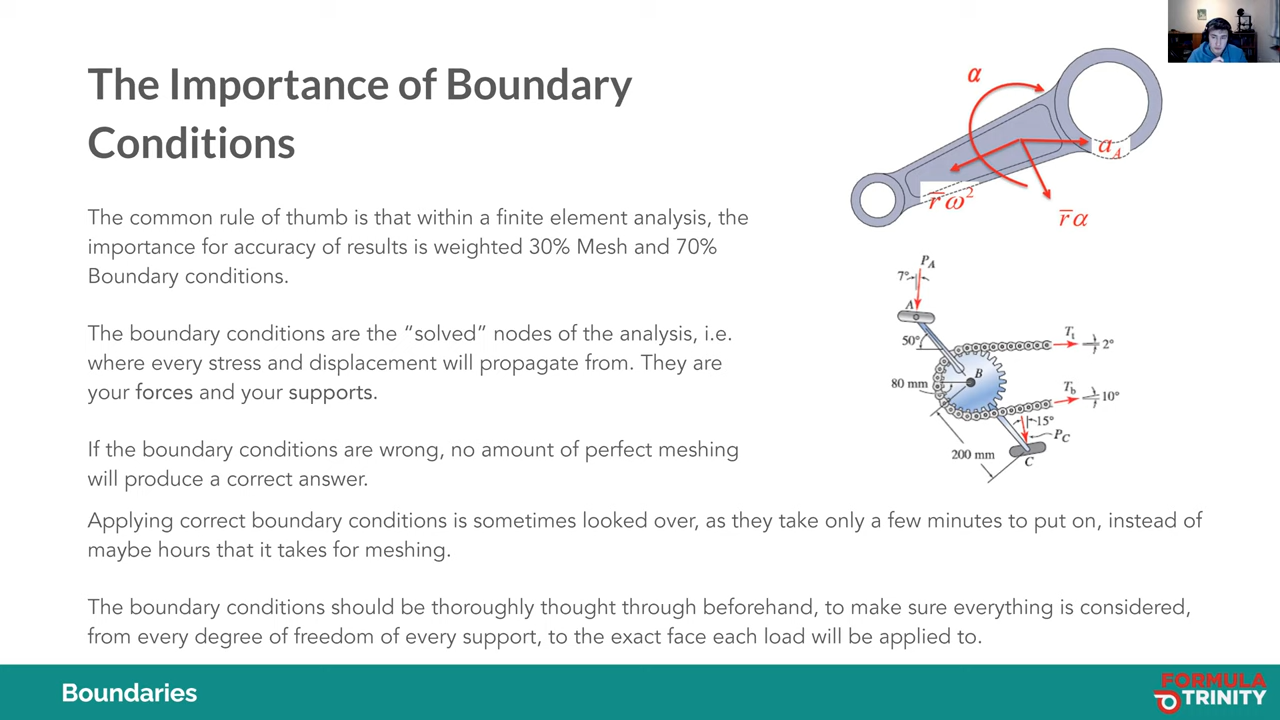 The Importance of Boundary
Conditions
The common rule of thumb is that within a finite element analysis, the
importance for accuracy of results is weighted 30% Mesh and 70%
Boundary conditions.
The boundary conditions are the “solved” nodes of the analysis, i.e.
where every stress and displacement will propagate from. They are
your forces and your supports.
If the boundary conditions are wrong, no amount of perfect meshing
will produce a correct answer.
Applying correct boundary conditions is sometimes looked over, as they take only a few minutes to put on, instead of
maybe hours that it takes for meshing.
The boundary conditions should be thoroughly thought through beforehand, to make sure everything is considered,
from every degree of freedom of every support, to the exact face each load will be applied to.
α
a_A
r̅ω²
r̅α
P_A
7°
A
50°
T_t
2°
B
80 mm
T_b
10°
15°
P_C
200 mm
C
Boundaries
FORMULA
TRINITY